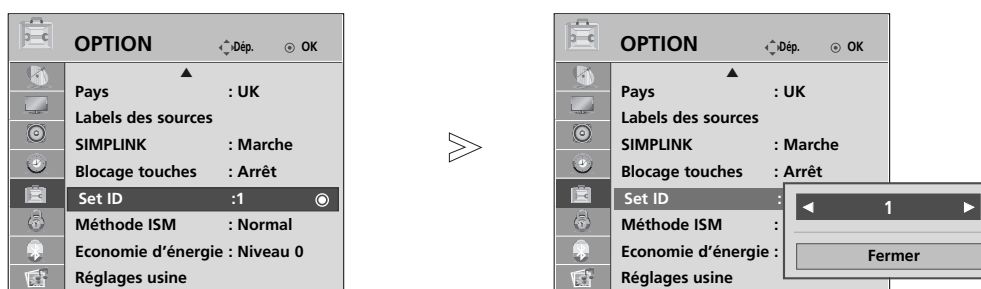 OPTION Dép. OK
Pays : UK
Labels des sources
SIMPLINK : Marche
Blocage touches : Arrêt
Set ID :1
Méthode ISM : Normal
Economie d'énergie : Niveau 0
Réglages usine
OPTION Dép. OK
Pays : UK
Labels des sources
SIMPLINK : Marche
Blocage touches : Arrêt
Set ID :
Méthode ISM :
Economie d'énergie :
Réglages usine
1
Fermer